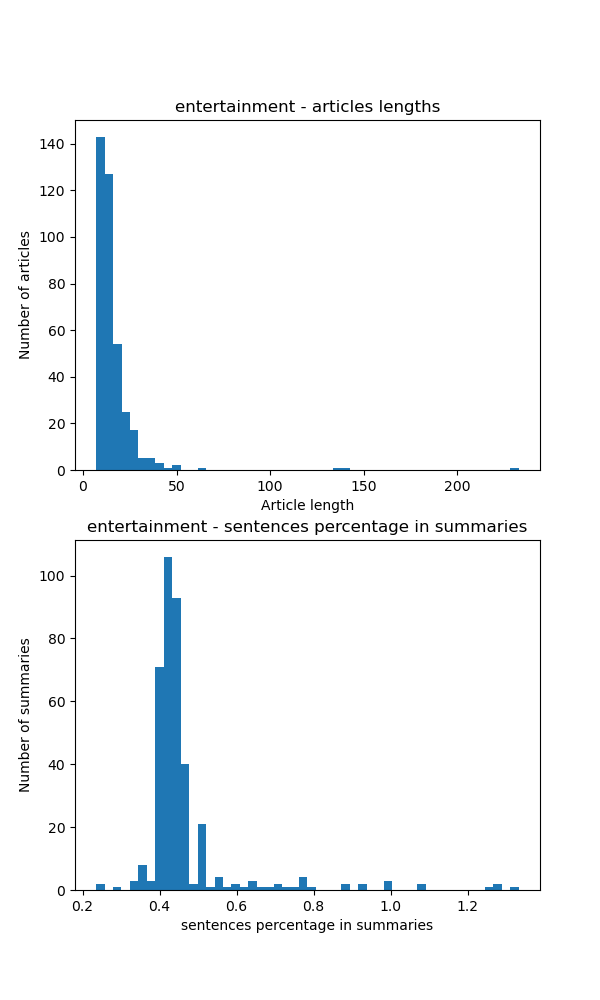 entertainment - articles lengths
140
120
100
80
60
40
20
0
Number of articles
0 50 100 150 200
Article length
entertainment - sentences percentage in summaries
100
80
60
40
20
0
Number of summaries
0.2 0.4 0.6 0.8 1.0 1.2
sentences percentage in summaries